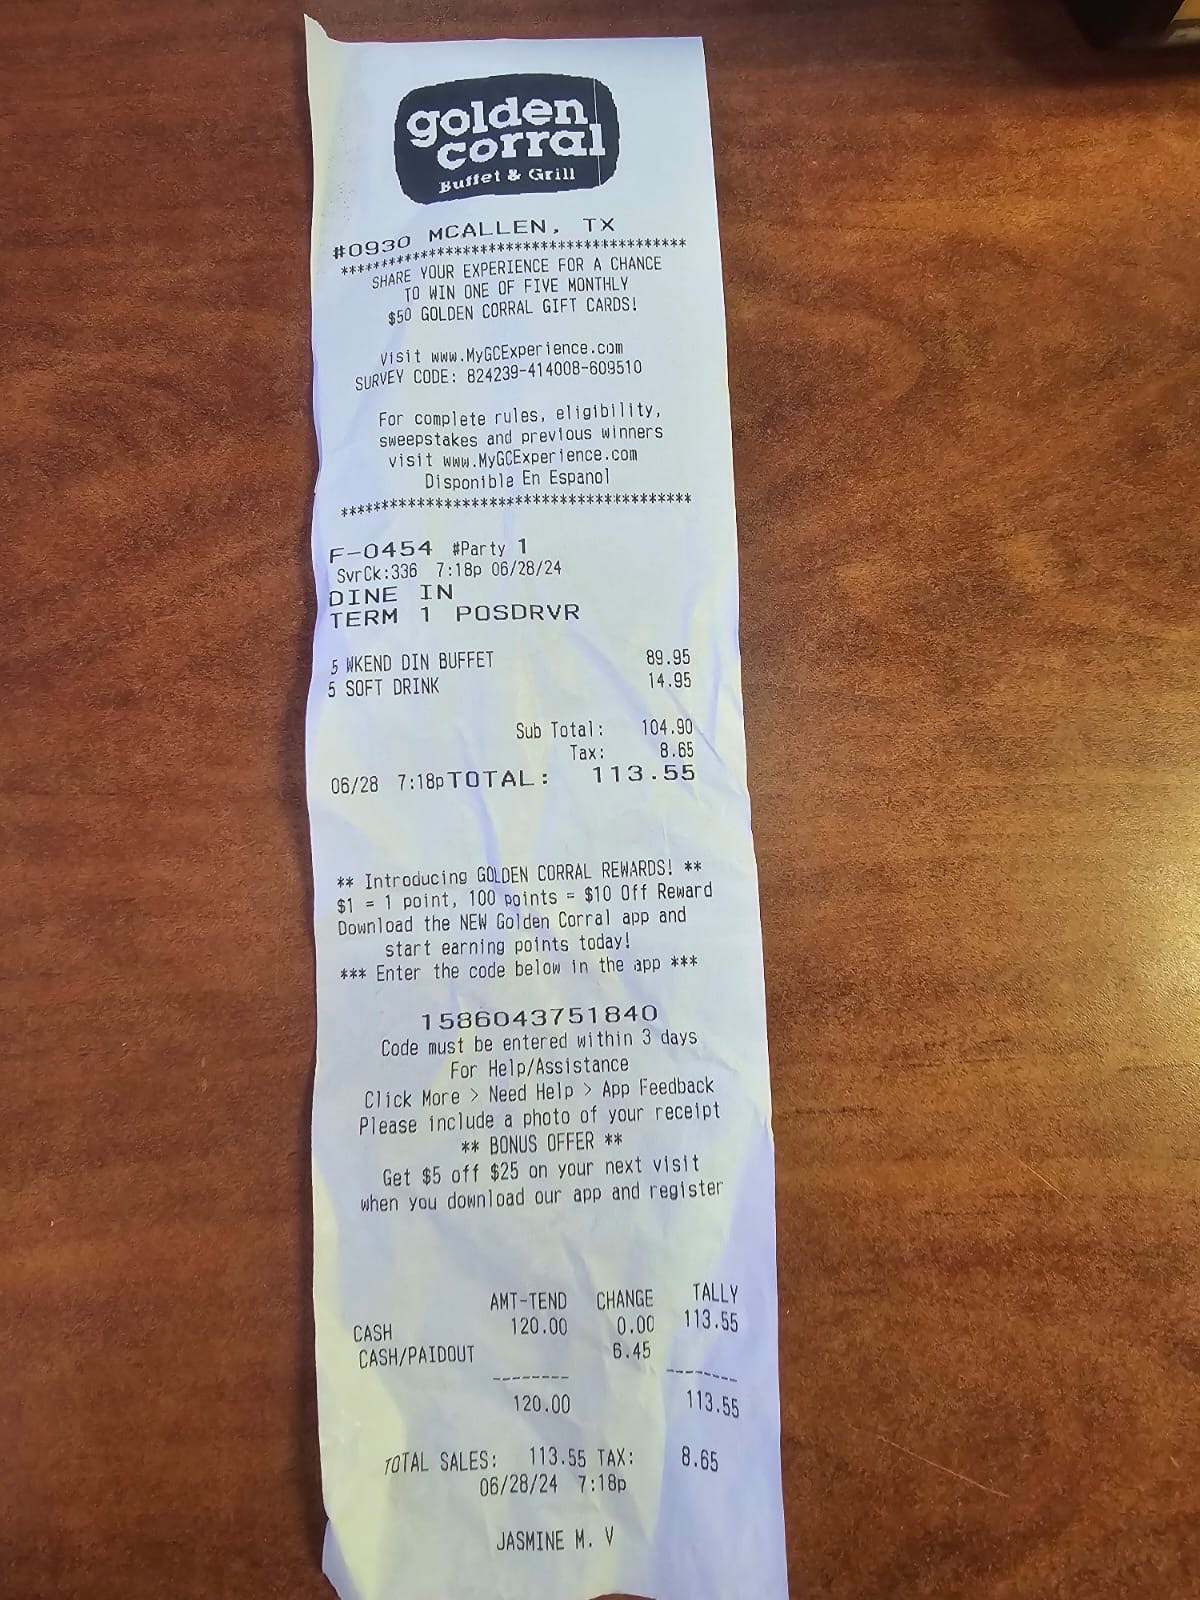 golden
corral
Buffet & Grill
#0930 MCALLEN, TX
******************************************
SHARE YOUR EXPERIENCE FOR A CHANCE
TO WIN ONE OF FIVE MONTHLY
$50 GOLDEN CORRAL GIFT CARDS!
Visit www.MyGCExperience.com
SURVEY CODE: 824239-414008-609510
For complete rules, eligibility,
sweepstakes and previous winners
visit www.MyGCExperience.com
Disponible En Espanol
******************************************
F-0454 #Party 1
SvrCk:336 7:18p 06/28/24
DINE IN
TERM 1 POSDRVR
5 WKEND DIN BUFFET 89.95
5 SOFT DRINK 14.95
Sub Total: 104.90
Tax: 8.65
06/28 7:18p TOTAL: 113.55
** Introducing GOLDEN CORRAL REWARDS! **
$1 = 1 point, 100 points = $10 Off Reward
Download the NEW Golden Corral app and
start earning points today!
*** Enter the code below in the app ***
1586043751840
Code must be entered within 3 days
For Help/Assistance
Click More > Need Help > App Feedback
Please include a photo of your receipt
** BONUS OFFER **
Get $5 off $25 on your next visit
when you download our app and register
AMT-TEND CHANGE TALLY
CASH 120.00 0.00 113.55
CASH/PAIDOUT 6.45
-------- --------
120.00 113.55
TOTAL SALES: 113.55 TAX: 8.65
06/28/24 7:18p
JASMINE M. V